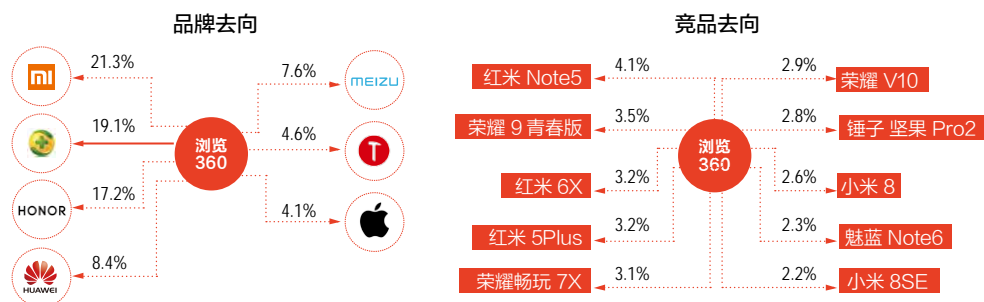 品牌去向
21.3%
19.1%
17.2%
HONOR
8.4%
HUAWEI
浏览
360
7.6%
MEIZU
4.6%
T
4.1%
竞品去向
红米 Note5
4.1%
荣耀 9 青春版
3.5%
红米 6X
3.2%
红米 5Plus
3.2%
荣耀畅玩 7X
3.1%
浏览
360
2.9%
荣耀 V10
2.8%
锤子 坚果 Pro2
2.6%
小米 8
2.3%
魅蓝 Note6
2.2%
小米 8SE